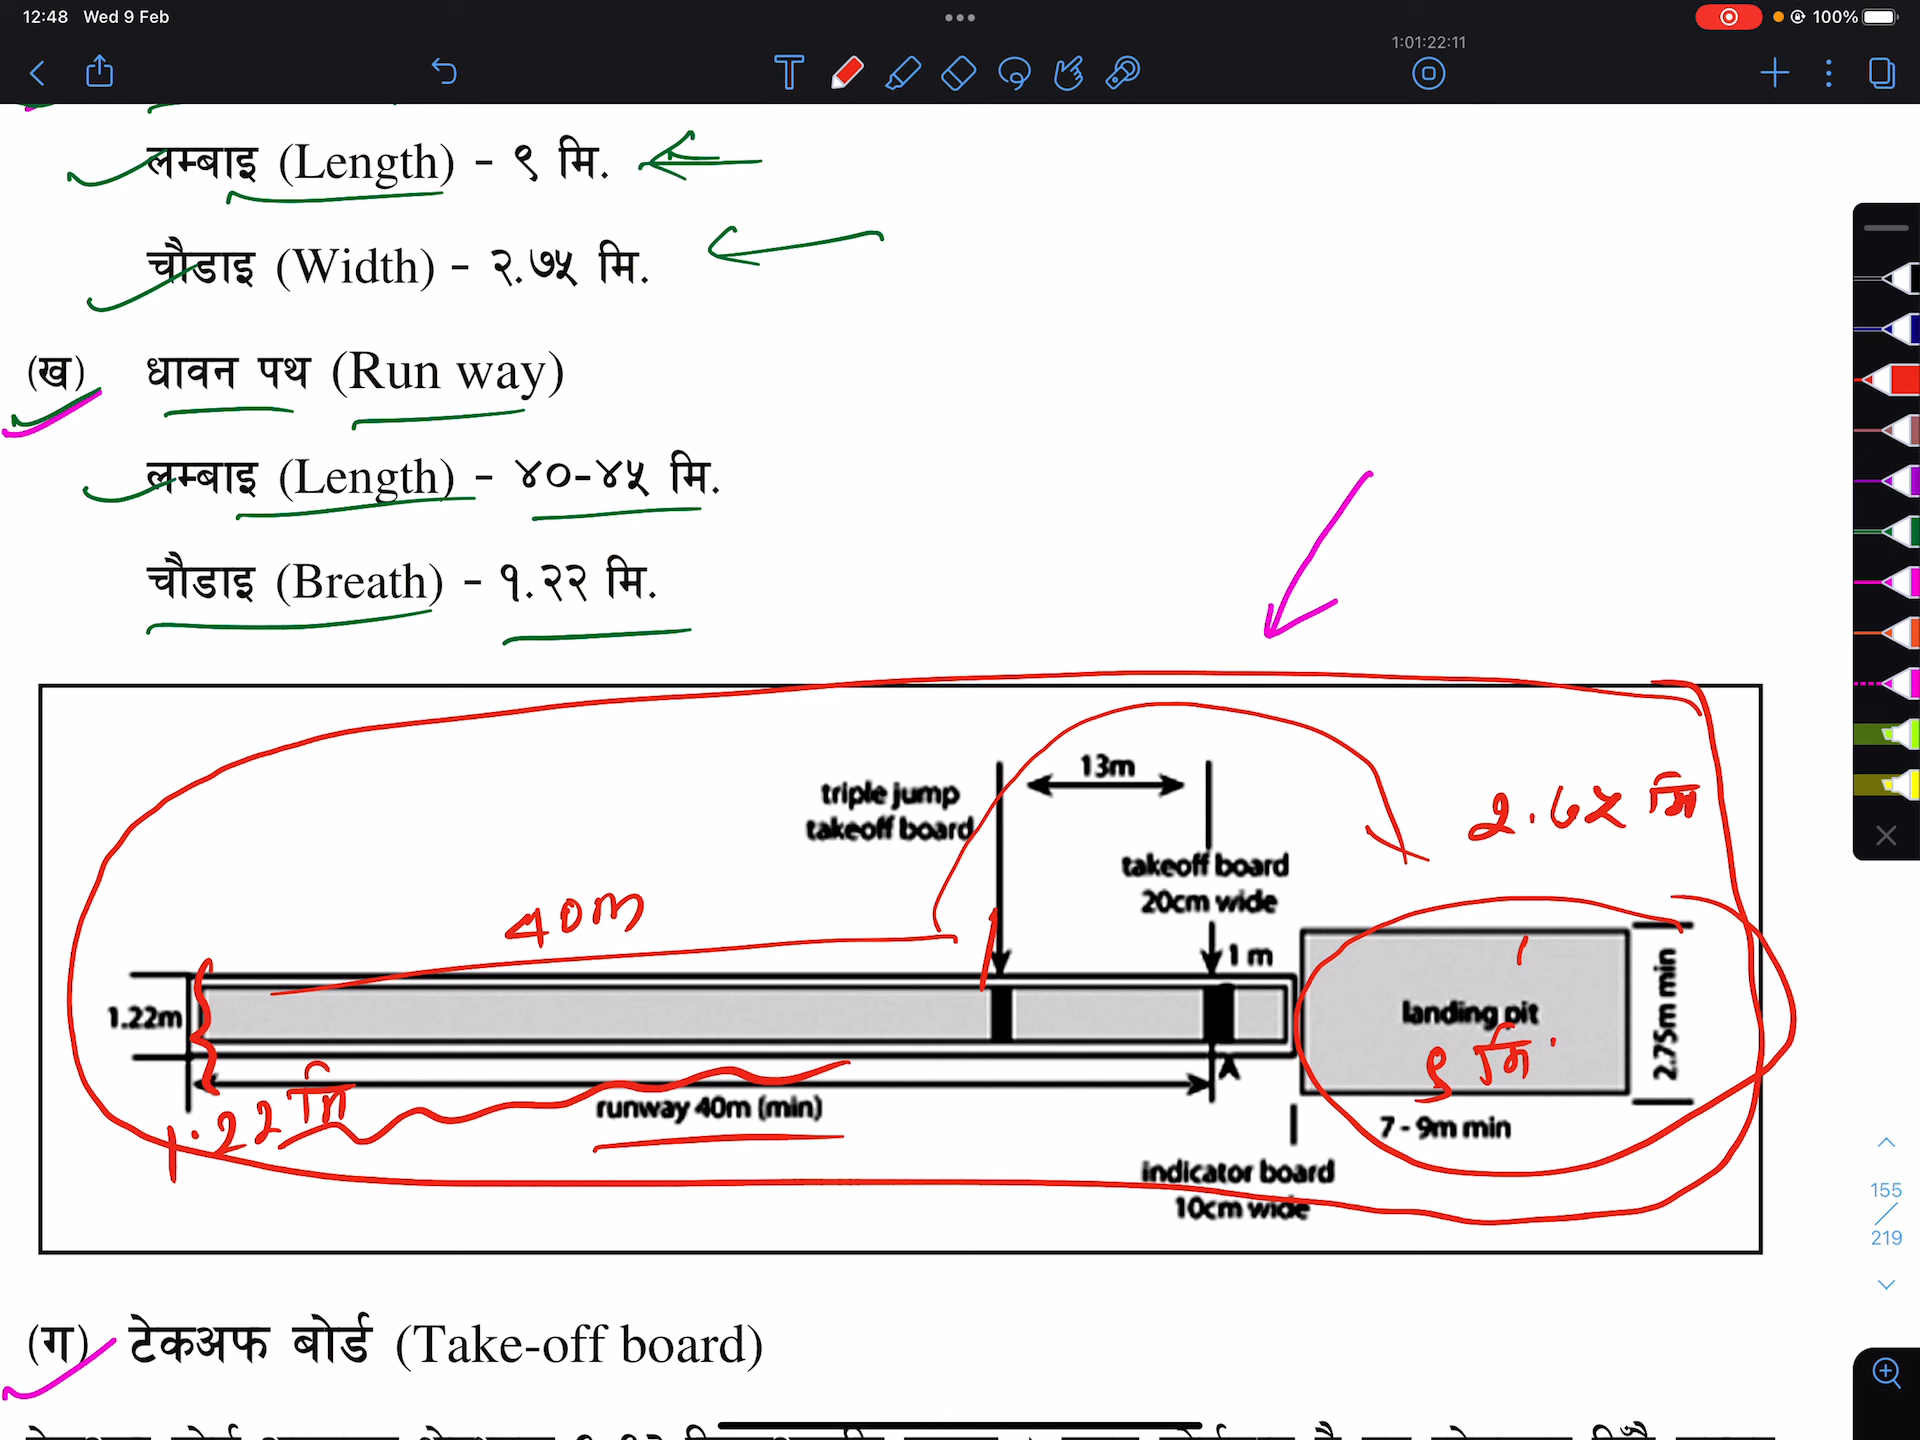 12:48 Wed 9 Feb
100%
1:01:22:11
लम्बाइ (Length) - ९ मि.
चौडाइ (Width) - २.७५ मि.
(ख) धावन पथ (Run way)
लम्बाइ (Length) - ४०-४५ मि.
चौडाइ (Breath) - १.२२ मि.
13m
triple jump
takeoff board
2.७५ मि
takeoff board
20cm wide
40m
1 m
1.22m
landing pit
2.75m min
९ मि.
A
1.22 मि
runway 40m (min)
7 - 9m min
indicator board
10cm wide
155
/
219
(ग) टेकअफ बोर्ड (Take-off board)